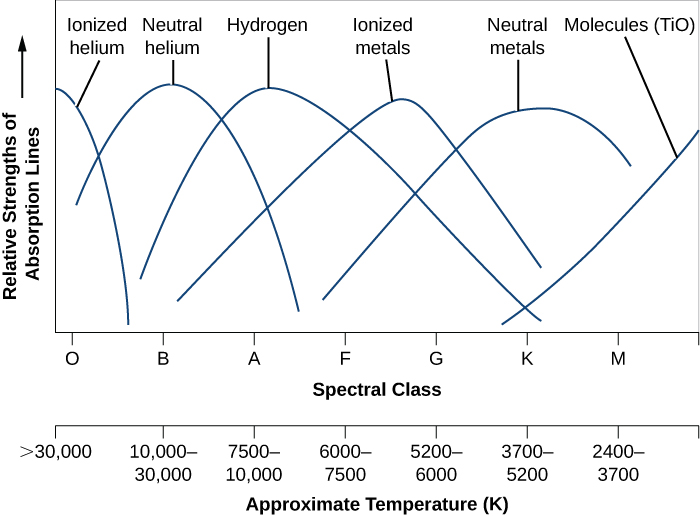 Ionized
helium
Neutral
helium
Hydrogen
Ionized
metals
Neutral
metals
Molecules (TiO)
Relative Strengths of
Absorption Lines
O B A F G K M
Spectral Class
>30,000
10,000–
30,000
7500–
10,000
6000–
7500
5200–
6000
3700–
5200
2400–
3700
Approximate Temperature (K)